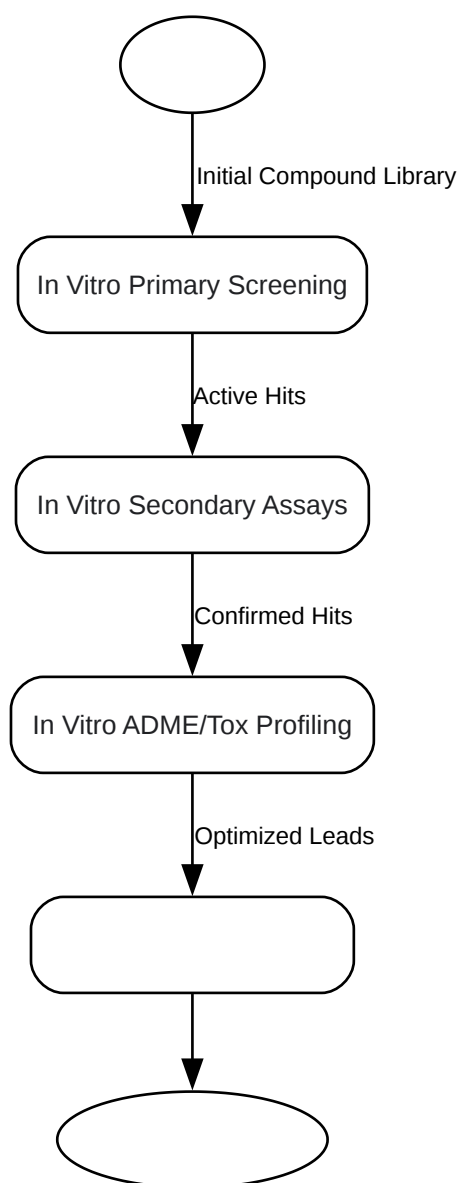 Initial Compound Library
In Vitro Primary Screening
Active Hits
In Vitro Secondary Assays
Confirmed Hits
In Vitro ADME/Tox Profiling
Optimized Leads